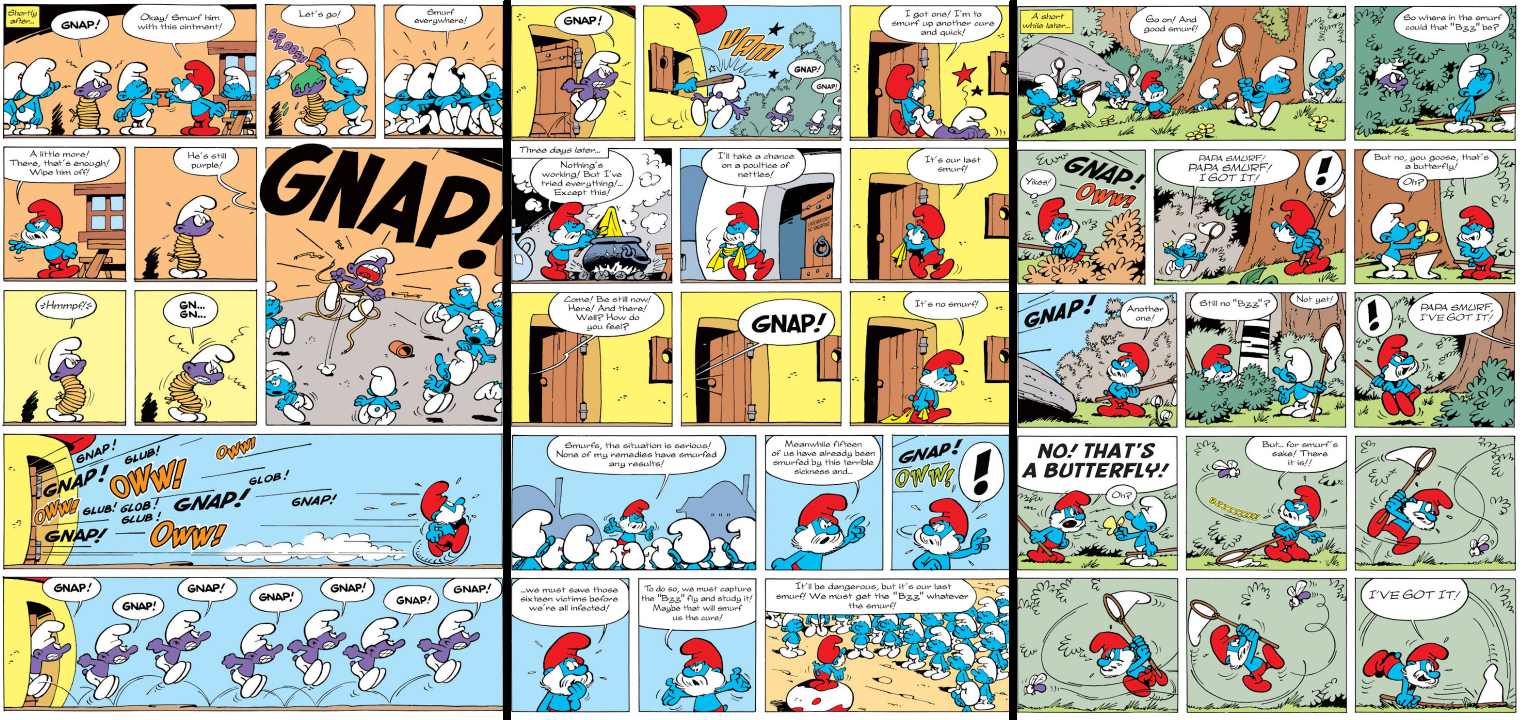 Shortly
after...
GNAP!
Okay! Smurf him
with this ointment!
Let's go!
SPLOOSH
Smurf
everywhere!
A little more!
There, that's enough!
Wipe him off!
He's still
purple!
GNAP!
Hmmpf!
GN...
GN...
GNAP!
GLUB!
OWW!
OWW!
GNAP!
GLOB!
OWW!
GLUB!
GLOB!
GLUB!
GNAP!
GNAP!
GNAP!
OWW!
GNAP!
GNAP!
GNAP!
GNAP!
GNAP!
GNAP!
GNAP!
GNAP!
WAM
GNAP!
GNAP!
I got one! I'm to
smurf up another cure
and quick!
Three days later...
Nothing's
working! But I've
tried everything!...
Except this!
I'll take a chance
on a poultice of
nettles!
LABORATORY
It's our last
smurf!
Come! Be still now!
Here! And there!
Well? How do
you feel?
GNAP!
It's no smurf!
Smurfs, the situation is serious!
None of my remedies have smurfed
any results!
Meanwhile fifteen
of us have already been
smurfed by this terrible
sickness and...
GNAP!
OWW!
!
...we must save those
sixteen victims before
we're all infected!
To do so, we must capture
the "Bzz" fly and study it!
Maybe that will smurf
us the cure!
It'll be dangerous, but it's our last
smurf! We must get the "Bzz" whatever
the smurf!
A short
while later...
Go on! And
good smurf!
So where in the smurf
could that "Bzz" be?
Yikes!
GNAP!
OWW!
PAPA SMURF!
PAPA SMURF!
I GOT IT!
!
But no, you goose, that's
a butterfly!
Oh?
GNAP!
Another
one!
Still no "Bzz"?
Not yet!
!
PAPA SMURF,
I'VE GOT IT!
NO! THAT'S
A BUTTERFLY!
Oh?
But... for smurf's
sake! There
it is!!
BZZZZZZZ!
I'VE GOT IT!